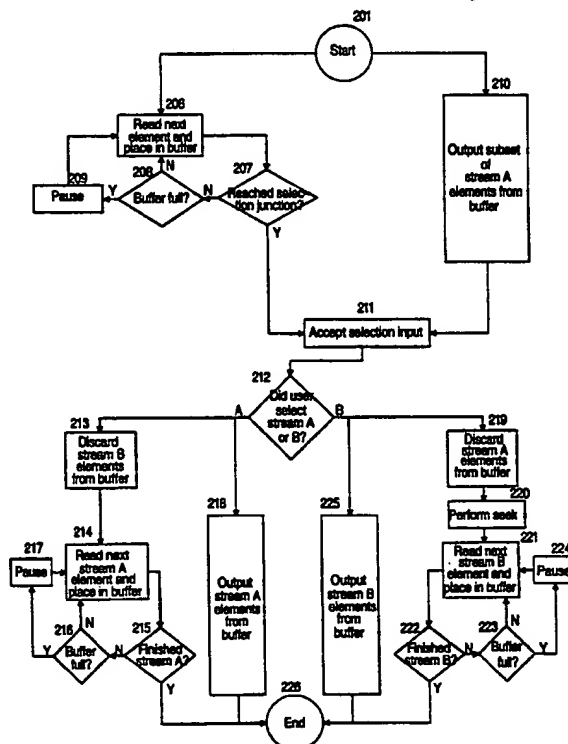 201
Start
210
206
Read next
element and
place in buffer
Output subset
of
stream A
elements from
buffer
209
Pause
Y
208
N
Buffer full?
N
207
Reached selec-
tion junction?
Y
211
Accept selection input
212
Did user
select
stream A
or B?
A
B
213
Discard
stream B
elements
from buffer
219
Discard
stream A
elements
from buffer
220
Perform seek
214
Read next
stream A
element and
place in buffer
217
Pause
218
Output stream A
elements
from
buffer
225
Output
stream B
elements
from
buffer
221
Read next
stream B
element and
place in buffer
224
Pause
N
216
Buffer full?
Y
N
215
Finished
stream A?
Y
222
Finished
stream B?
Y
N
223
Buffer
full?
N
Y
226
End